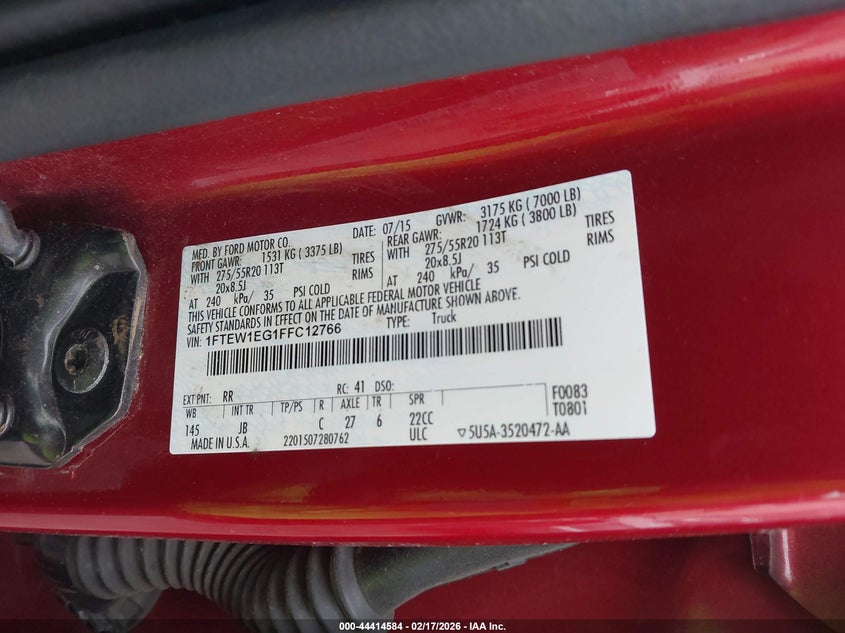 MFD. BY FORD MOTOR CO.
DATE: 07/15 GVWR: 3175 KG ( 7000 LB)
FRONT GAWR: 1531 KG ( 3375 LB) REAR GAWR: 1724 KG ( 3800 LB)
WITH 275/55R20 113T TIRES WITH 275/55R20 113T TIRES
20x8.5J RIMS 20x8.5J RIMS
AT 240 kPa/ 35 PSI COLD AT 240 kPa/ 35 PSI COLD
THIS VEHICLE CONFORMS TO ALL APPLICABLE FEDERAL MOTOR VEHICLE
SAFETY STANDARDS IN EFFECT ON THE DATE OF MANUFACTURE SHOWN ABOVE.
VIN: 1FTEW1EG1FFC12766 TYPE: Truck
EXT PNT: RR RC: 41 DSO: F0083
WB INT TR TP/PS R AXLE TR SPR T0801
145 JB C 27 6 22CC
MADE IN U.S.A. 2201507280762 ULC ▽5U5A-3520472-AA
000-44414584 - 02/17/2026 - IAA Inc.